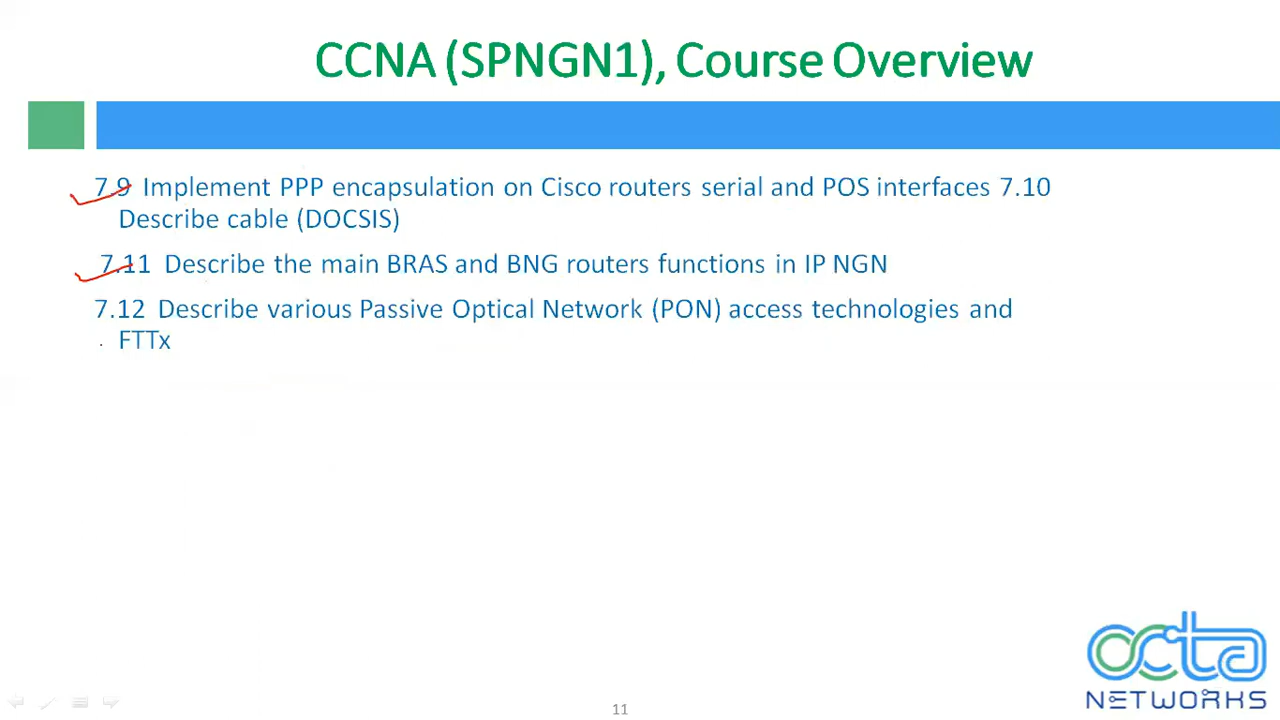 CCNA (SPNGN1), Course Overview
7.9 Implement PPP encapsulation on Cisco routers serial and POS interfaces 7.10
Describe cable (DOCSIS)
7.11 Describe the main BRAS and BNG routers functions in IP NGN
7.12 Describe various Passive Optical Network (PON) access technologies and
FTTx
octa
NETWORKS
11